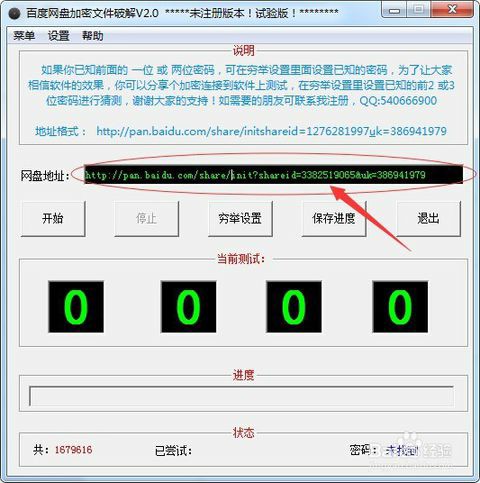 百度网盘加密文件破解V2.0 *****未注册版本！试验版！********
菜单 设置 帮助
说明
如果你已知前面的 一位 或 两位密码，可在穷举设置里面设置已知的密码，为了让大家
相信软件的效果，你可以分享个加密连接到软件上测试，在穷举设置里设置已知的前2 或3
位密码进行猜测，谢谢大家的支持！如需要的朋友可联系我注册，QQ:540666900
地址格式： http://pan.baidu.com/share/initshareid=1276281997uk=386941979
网盘地址： http://pan.baidu.com/share/init?shareid=3382519065&uk=386941979
开始 停止 穷举设置 保存进度 退出
当前测试：
0 0 0 0
进度
状态
共：1679616 已尝试： 密码：未找到
Baidu 经验
jingyan.baidu.com